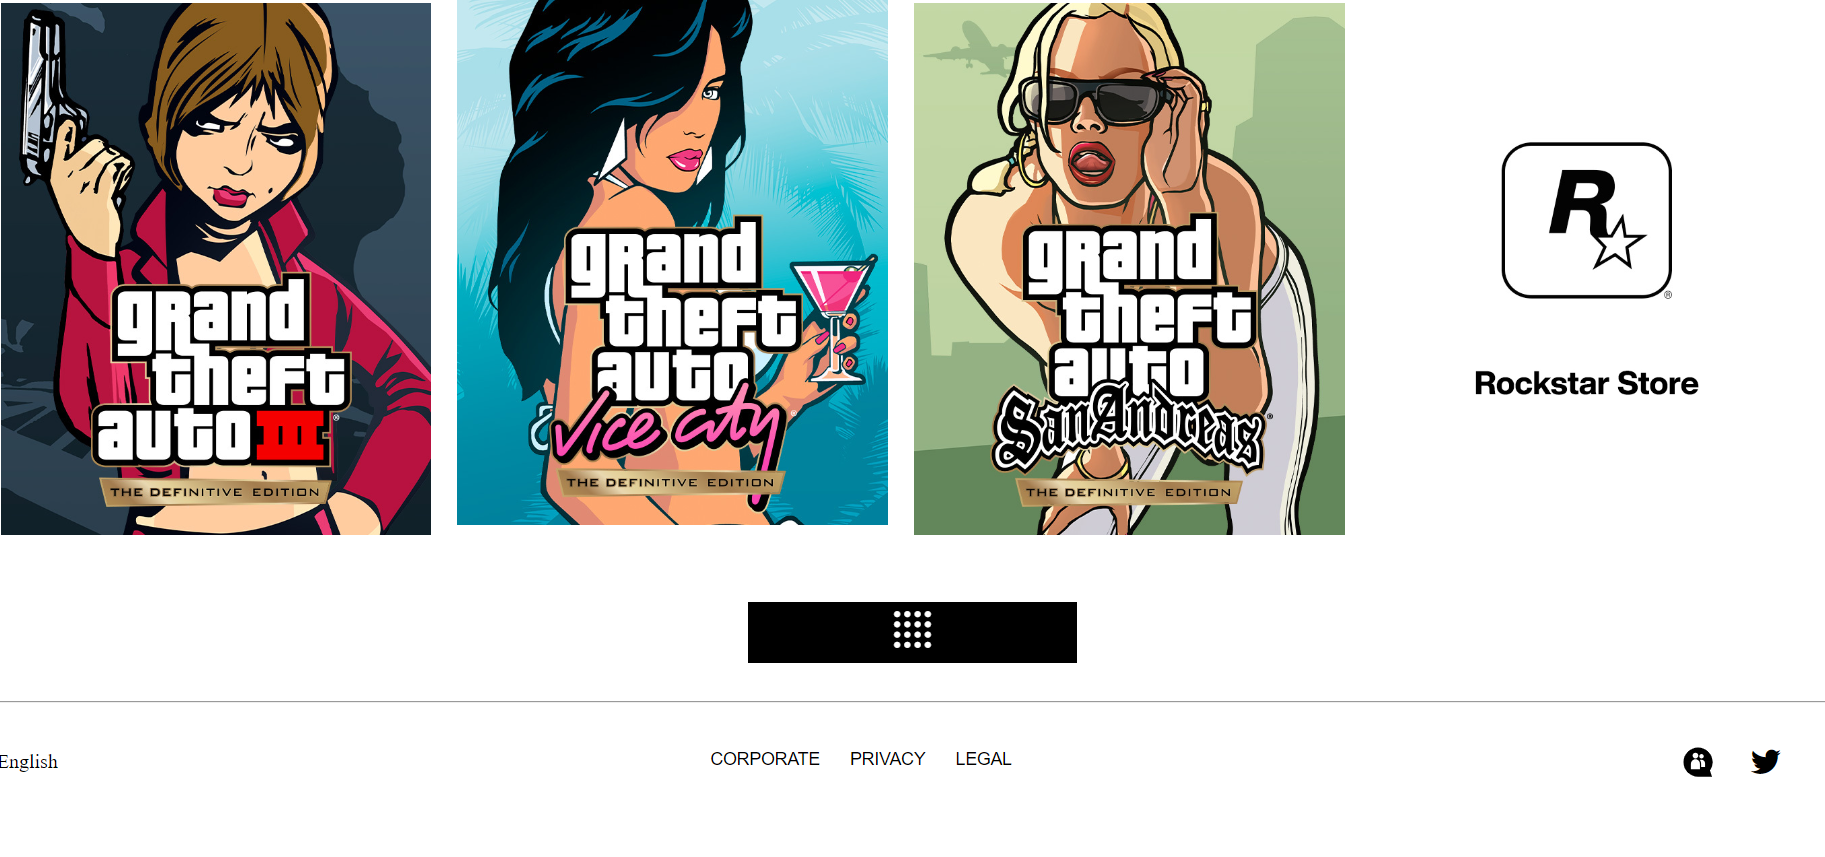 grand
theft
auto III
®
THE DEFINITIVE EDITION
grand
theft
auto
Vice City
®
THE DEFINITIVE EDITION
grand
theft
auto
San Andreas
®
THE DEFINITIVE EDITION
R
®
Rockstar Store
English
CORPORATE PRIVACY LEGAL